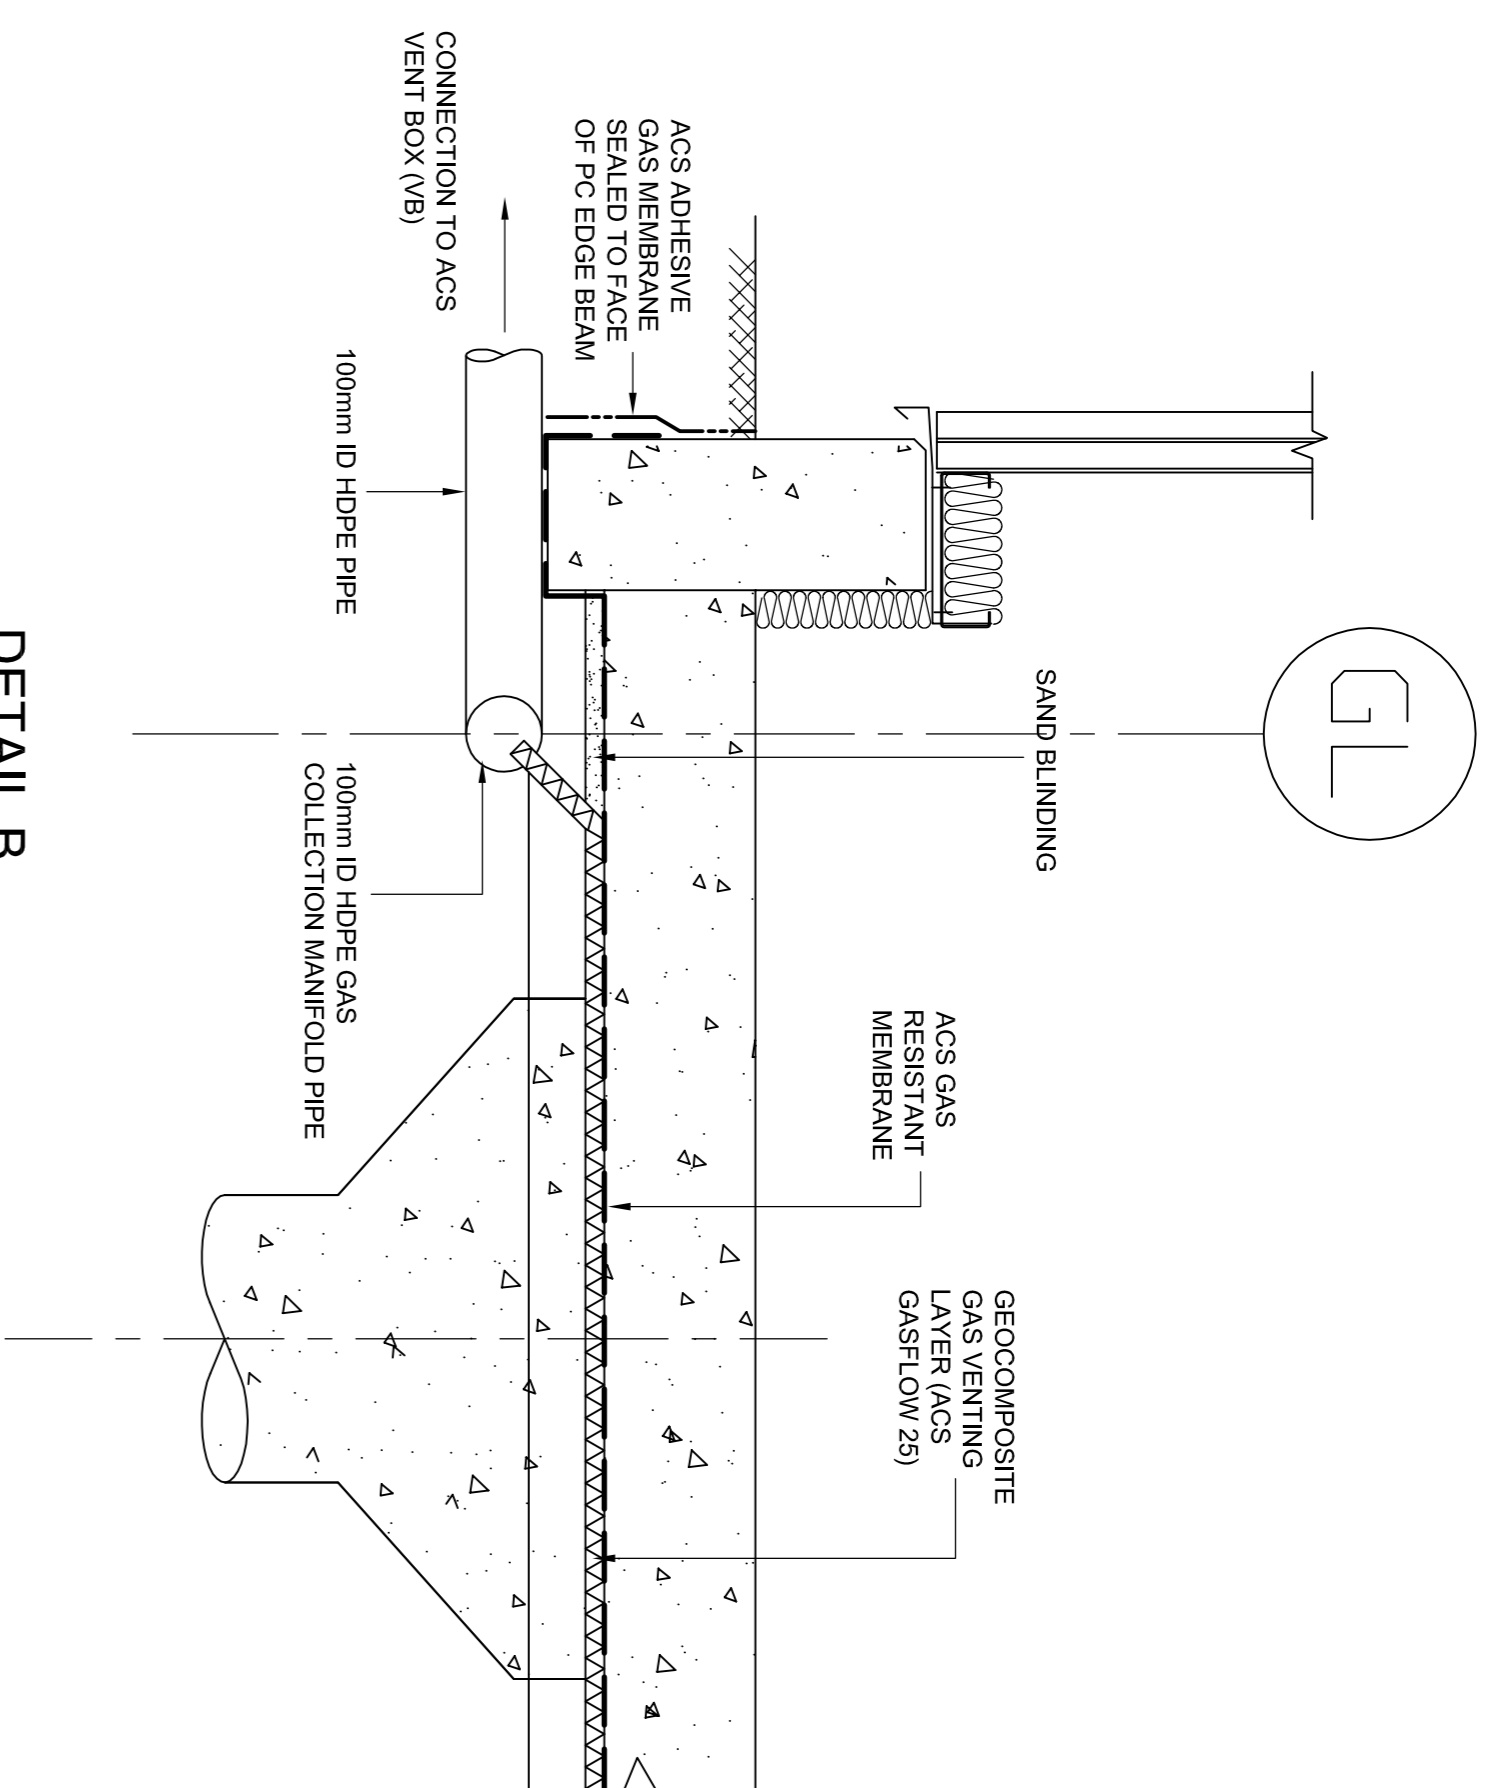 GL
SAND BLINDING
ACS GAS
RESISTANT
MEMBRANE
GEOCOMPOSITE
GAS VENTING
LAYER (ACS
GASFLOW 25)
ACS ADHESIVE
GAS MEMBRANE
SEALED TO FACE
OF PC EDGE BEAM
CONNECTION TO ACS
VENT BOX (VB)
100mm ID HDPE PIPE
100mm ID HDPE GAS
COLLECTION MANIFOLD PIPE
DETAIL B